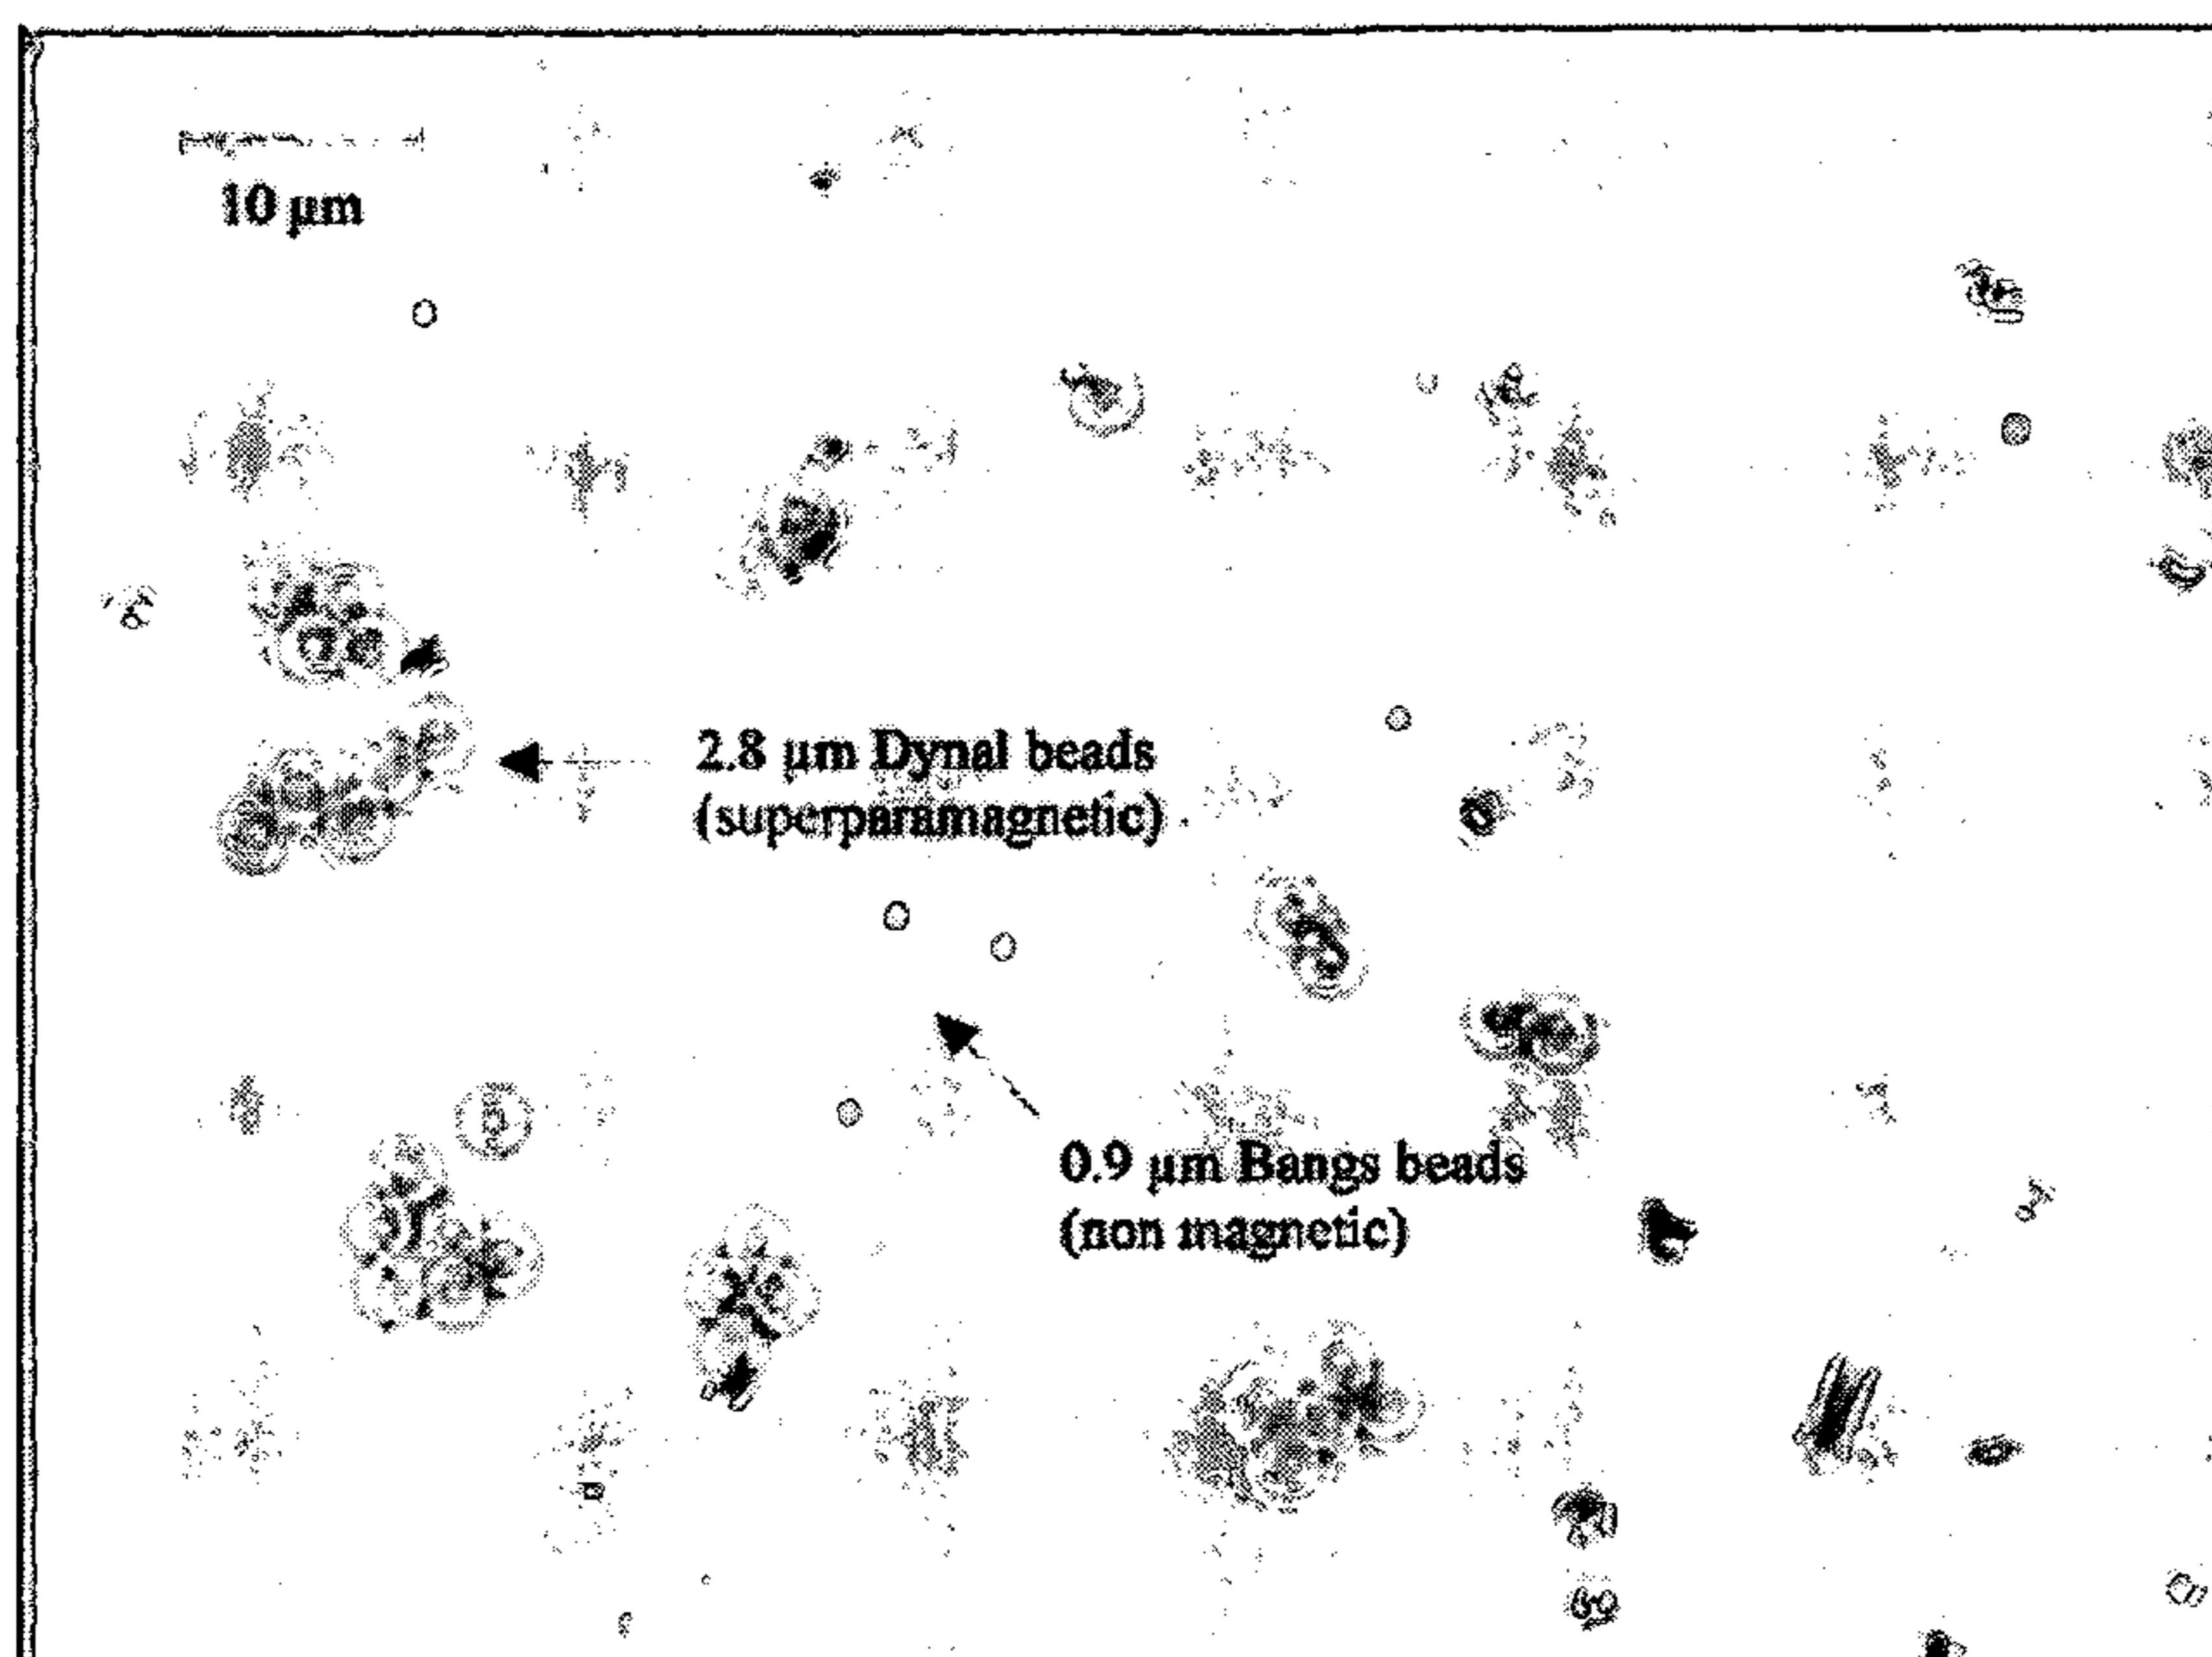 10 µm
2.8 µm Dynal beads
(superparamagnetic)
0.9 µm Bangs beads
(non magnetic)